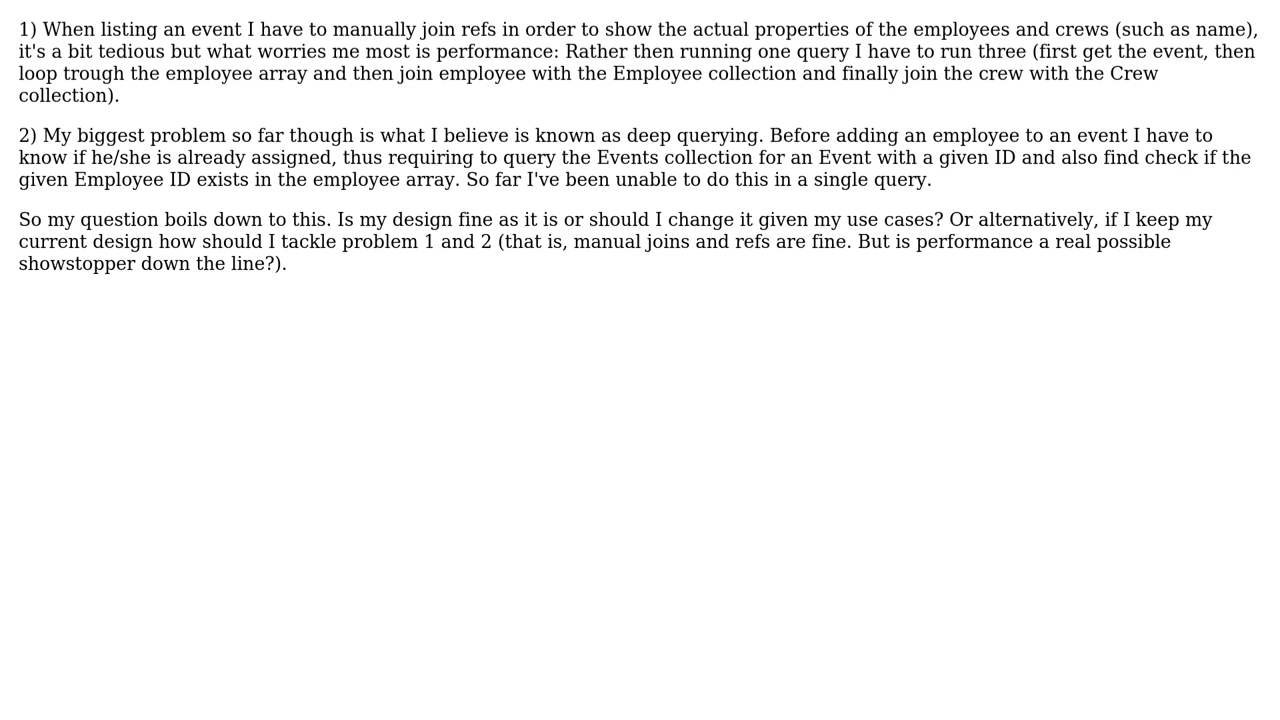 1) When listing an event I have to manually join refs in order to show the actual properties of the employees and crews (such as name),
it's a bit tedious but what worries me most is performance: Rather then running one query I have to run three (first get the event, then
loop trough the employee array and then join employee with the Employee collection and finally join the crew with the Crew
collection).
2) My biggest problem so far though is what I believe is known as deep querying. Before adding an employee to an event I have to
know if he/she is already assigned, thus requiring to query the Events collection for an Event with a given ID and also find check if the
given Employee ID exists in the employee array. So far I've been unable to do this in a single query.
So my question boils down to this. Is my design fine as it is or should I change it given my use cases? Or alternatively, if I keep my
current design how should I tackle problem 1 and 2 (that is, manual joins and refs are fine. But is performance a real possible
showstopper down the line?).